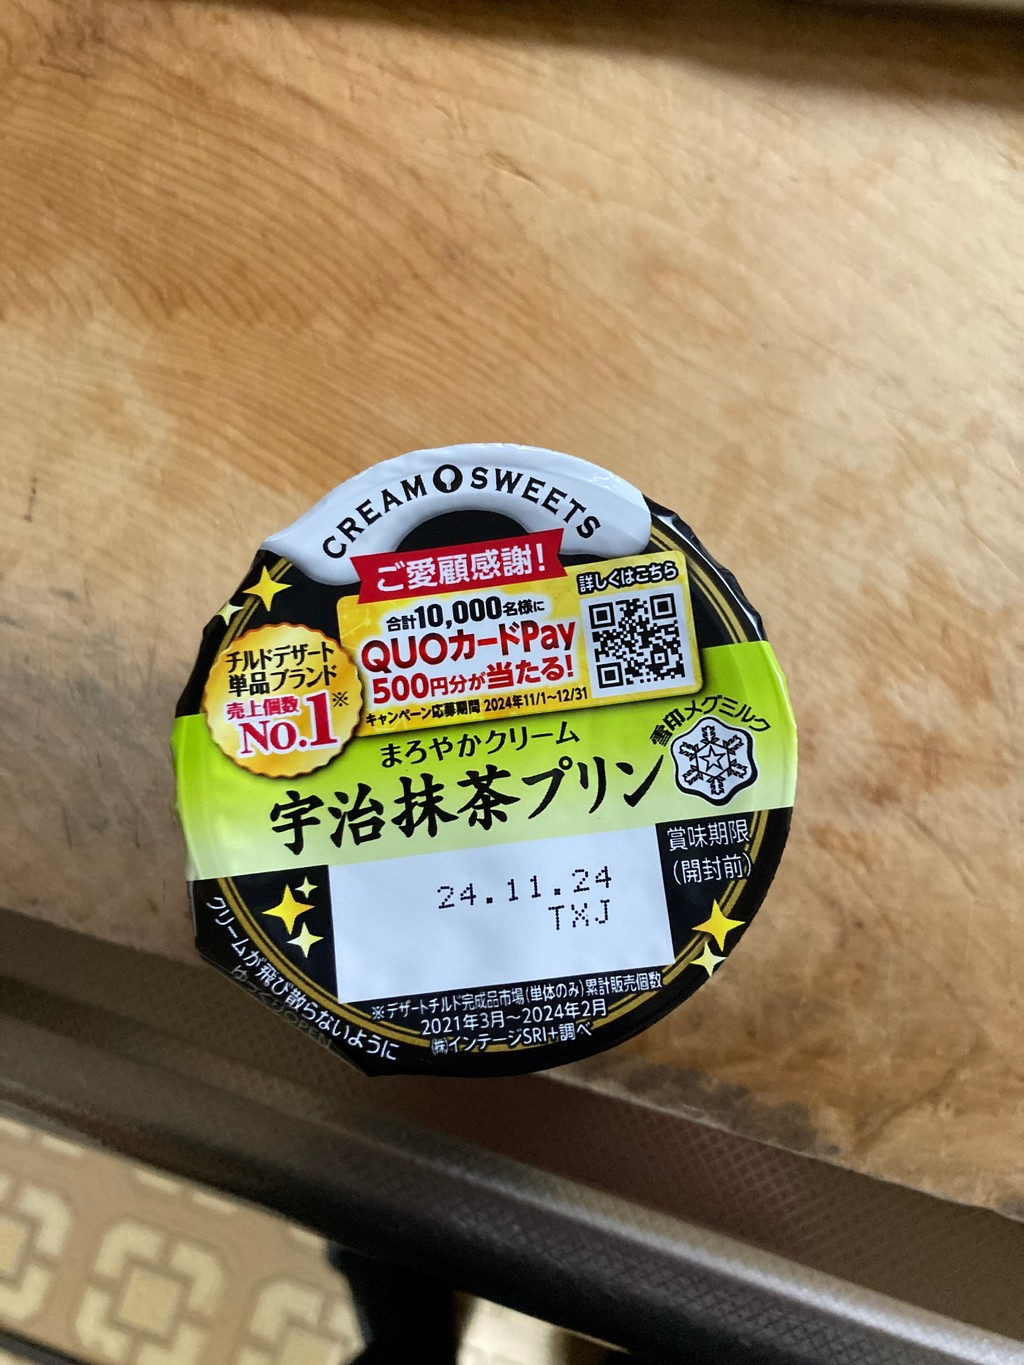 CREAM SWEETS
ご愛顧感謝!
詳しくはこちら
合計10,000名様に
QUOカードPay
500円分が当たる!
キャンペーン応募期間 2024年11/1~12/31
チルドデザート
単品ブランド
売上個数
No.1※
雪印メグミルク
まろやかクリーム
宇治抹茶プリン
賞味期限
(開封前)
24.11.24
TXJ
クリームが飛び散らないように
ゆっくりOPEN
※デザートチルド完成品市場(単体のみ)累計販売個数
2021年3月～2024年2月
㈱インテージSRI+調べ